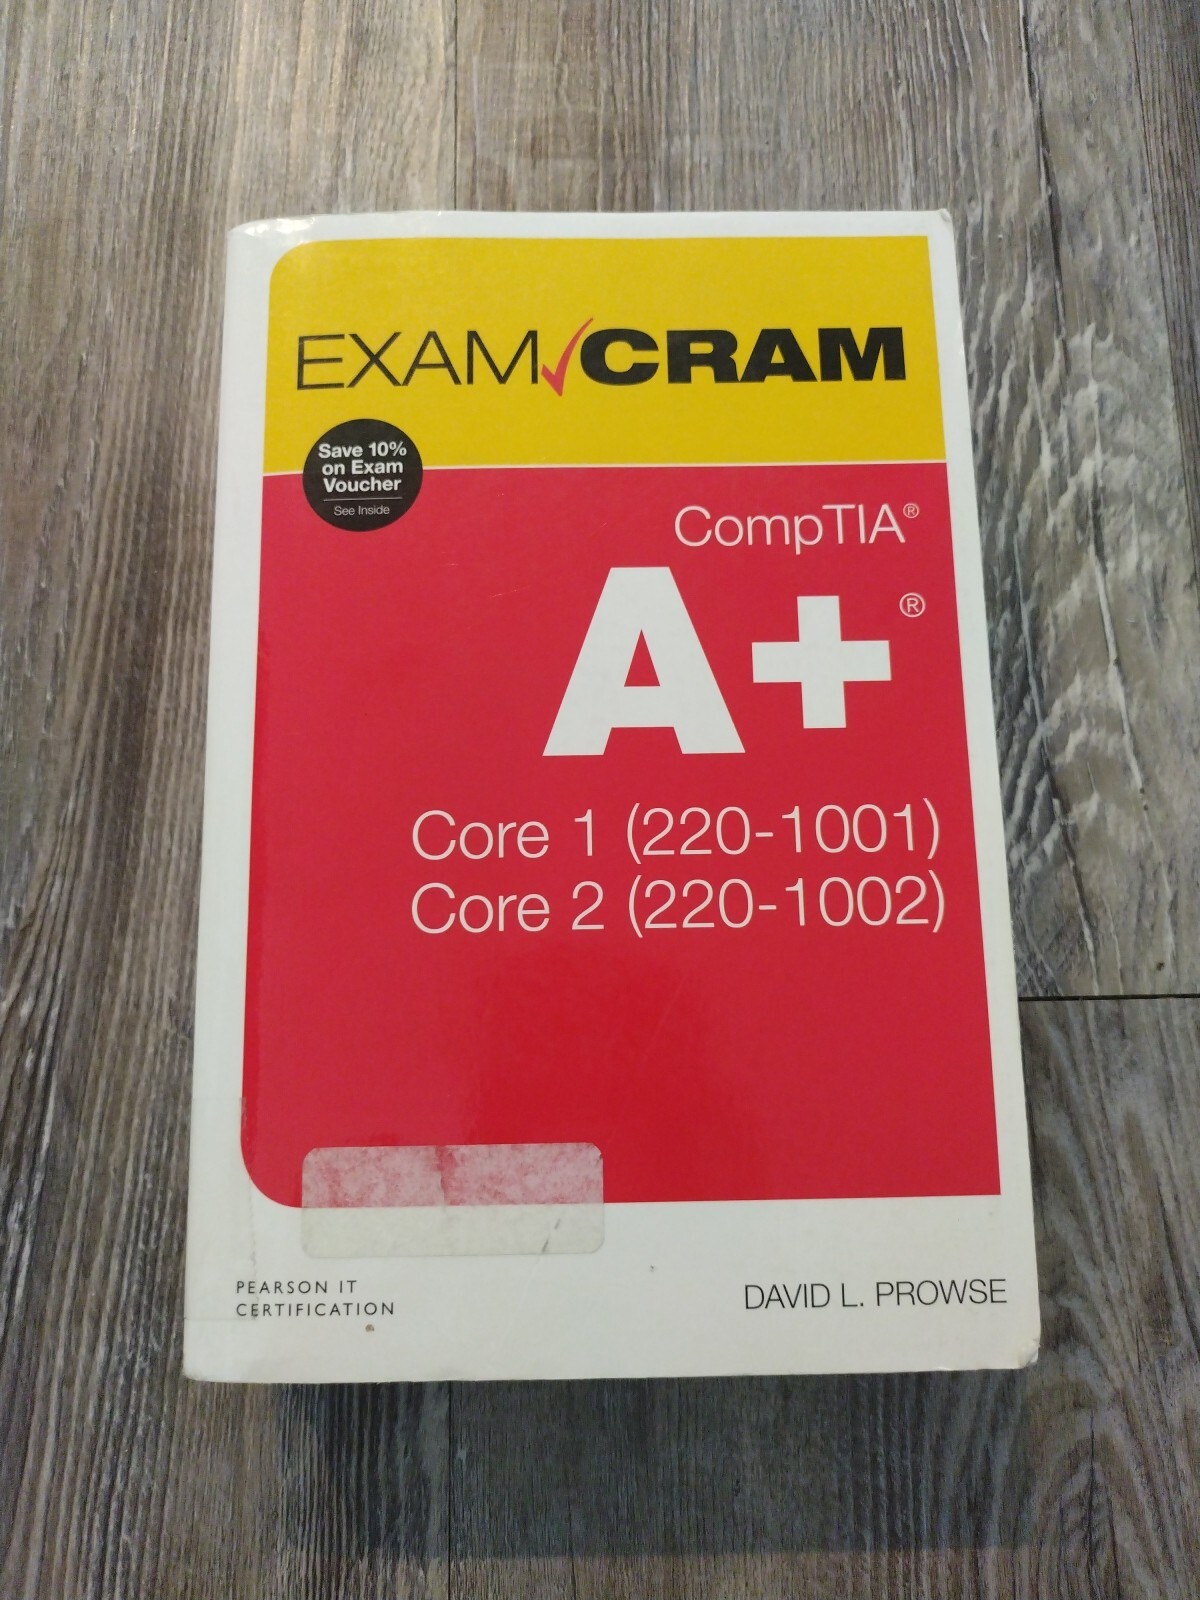 EXAM✓CRAM
Save 10%
on Exam
Voucher
See Inside
CompTIA®
A+®
Core 1 (220-1001)
Core 2 (220-1002)
PEARSON IT
CERTIFICATION
DAVID L. PROWSE